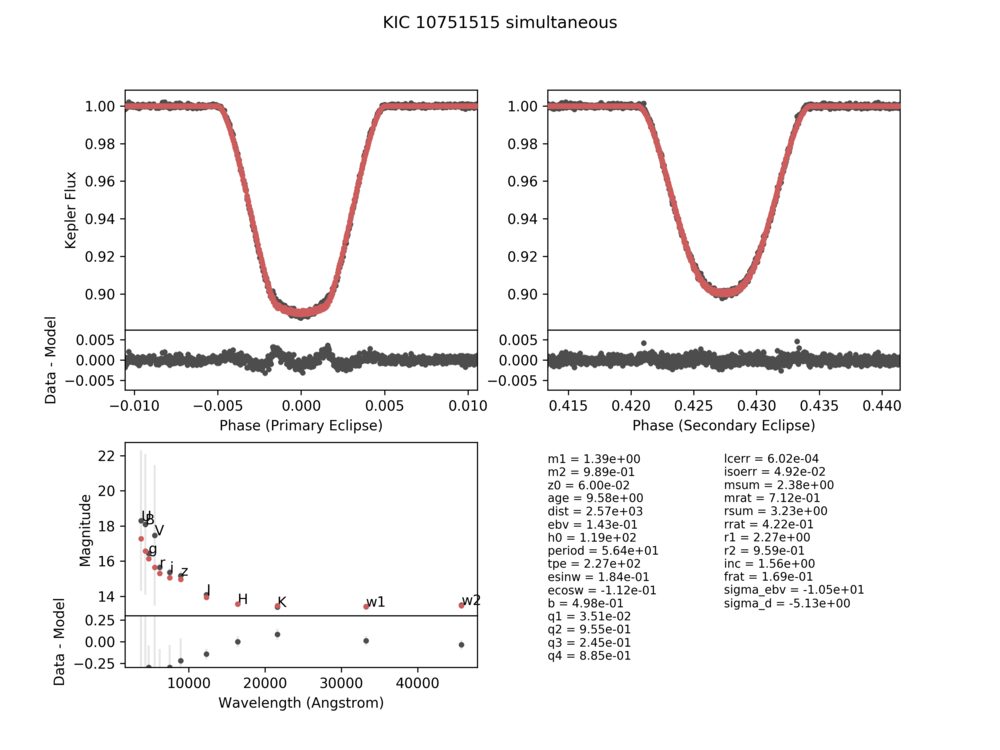 KIC 10751515 simultaneous
Kepler Flux
1.00
0.98
0.96
0.94
0.92
0.90
Data - Model
0.005
0.000
−0.005
−0.010
−0.005
0.000
0.005
0.010
Phase (Primary Eclipse)
1.00
0.98
0.96
0.94
0.92
0.90
0.005
0.000
−0.005
0.415
0.420
0.425
0.430
0.435
0.440
Phase (Secondary Eclipse)
Magnitude
22
20
18
16
14
U
B
V
g
r
i
z
J
H
K
w1
w2
Data - Model
0.25
0.00
−0.25
10000
20000
30000
40000
Wavelength (Angstrom)
m1 = 1.39e+00
m2 = 9.89e-01
z0 = 6.00e-02
age = 9.58e+00
dist = 2.57e+03
ebv = 1.43e-01
h0 = 1.19e+02
period = 5.64e+01
tpe = 2.27e+02
esinw = 1.84e-01
ecosw = -1.12e-01
b = 4.98e-01
q1 = 3.51e-02
q2 = 9.55e-01
q3 = 2.45e-01
q4 = 8.85e-01
lcerr = 6.02e-04
isoerr = 4.92e-02
msum = 2.38e+00
mrat = 7.12e-01
rsum = 3.23e+00
rrat = 4.22e-01
r1 = 2.27e+00
r2 = 9.59e-01
inc = 1.56e+00
frat = 1.69e-01
sigma_ebv = -1.05e+01
sigma_d = -5.13e+00